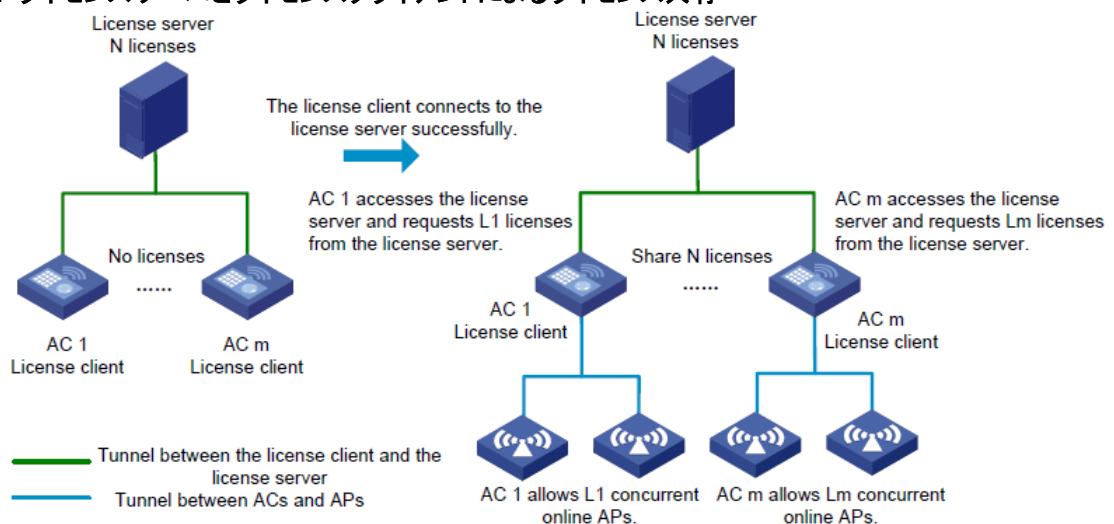 License server
N licenses
License server
N licenses
The license client connects to the
license server successfully.
AC 1 accesses the license
server and requests L1 licenses
from the license server.
AC m accesses the license
server and requests Lm licenses
from the license server.
No licenses
......
Share N licenses
......
AC 1
License client
AC m
License client
AC 1
License client
AC m
License client
Tunnel between the license client and the
license server
Tunnel between ACs and APs
AC 1 allows L1 concurrent
online APs.
AC m allows Lm concurrent
online APs.